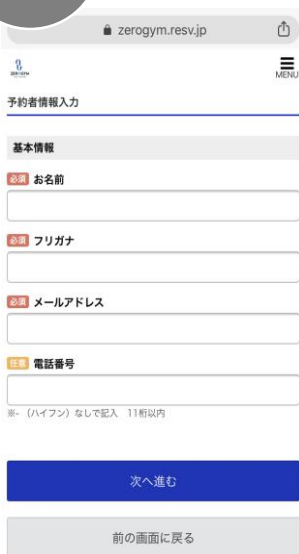 zerogym.resv.jp
MENU
予約者情報入力
基本情報
必須 お名前
必須 フリガナ
必須 メールアドレス
任意 電話番号
※- (ハイフン) なしで記入 11桁以内
次へ進む
前の画面に戻る